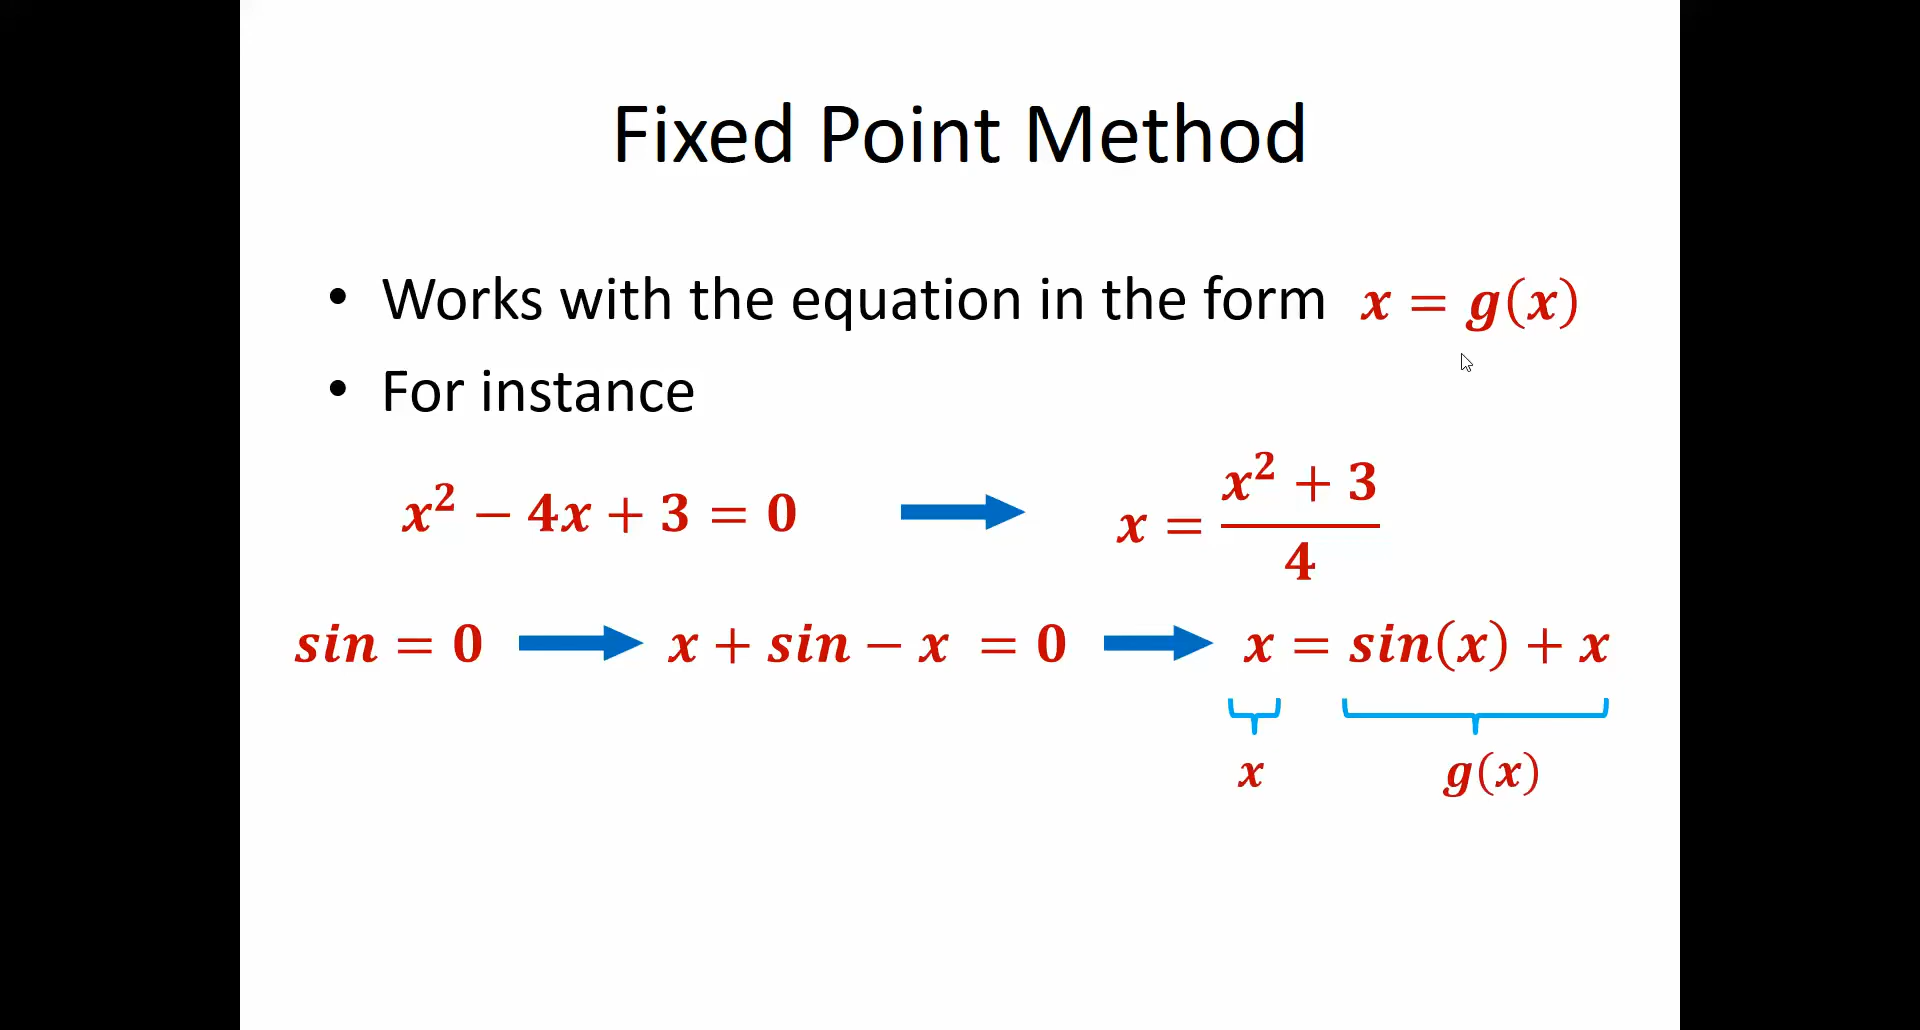 Fixed Point Method
• Works with the equation in the form x = g(x)
• For instance
x² − 4x + 3 = 0 → x = (x² + 3)/4
sin = 0 → x + sin − x = 0 → x = sin(x) + x
x g(x)